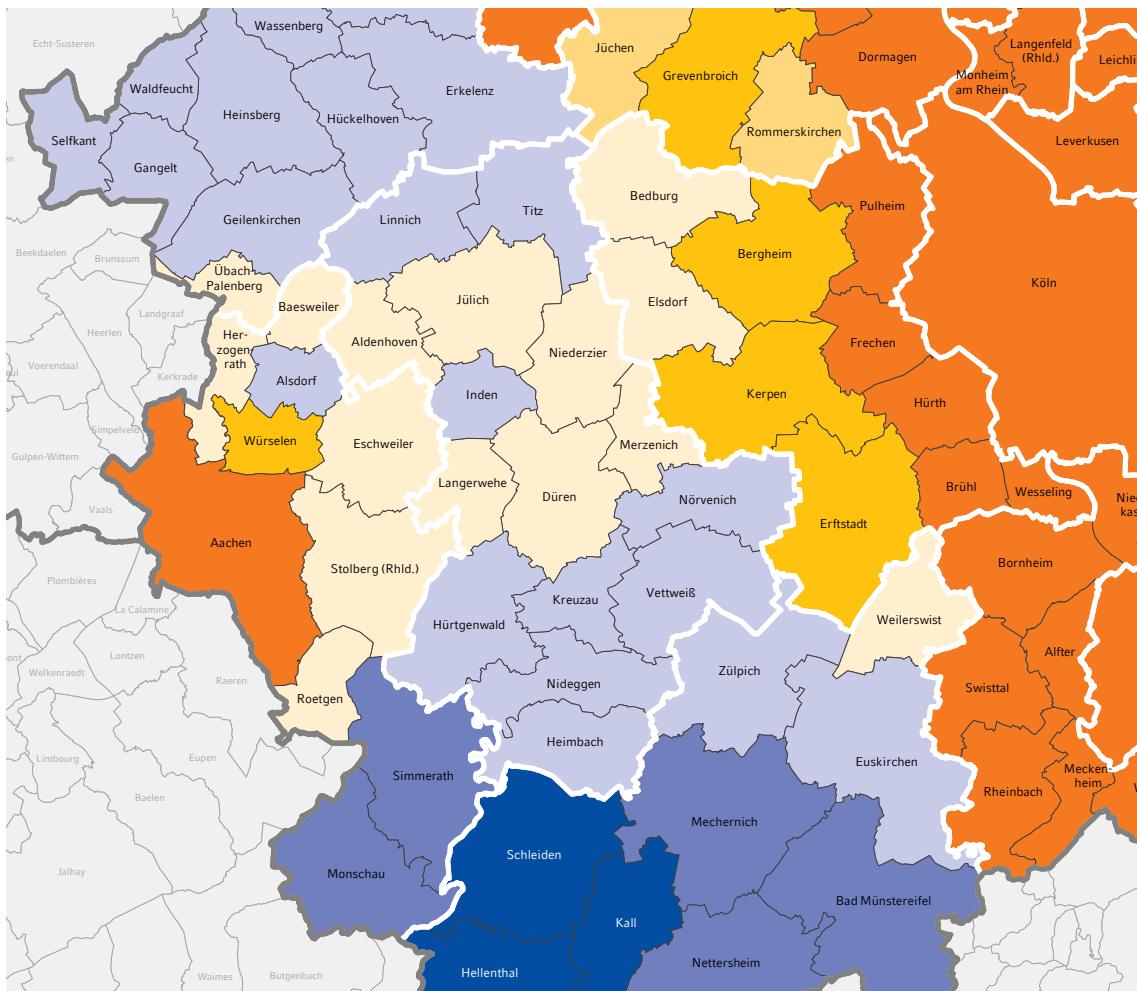 Echt-Susteren
Wassenberg
Jüchen
Grevenbroich
Dormagen
Langenfeld
(Rhld.)
Monheim
am Rhein
Leichli
Waldfeucht
Erkelenz
Heinsberg
Hückelhoven
Rommerskirchen
Selfkant
Leverkusen
Gangelt
Bedburg
Pulheim
Geilenkirchen
Linnich
Titz
Beekdaelen
Brunssum
Bergheim
Übach-
Palenberg
Köln
Baesweiler
Jülich
Elsdorf
Landgraaf
Heerlen
Her-
zogen-
rath
Aldenhoven
Niederzier
Frechen
Voerendaal
Kerkrade
Alsdorf
Inden
Kerpen
Hürth
Simpelveld
Würselen
Eschweiler
Merzenich
Gulpen-Wittem
Langerwehe
Düren
Nörvenich
Brühl
Wesseling
Nied
kas
Vaals
Erftstadt
Aachen
Stolberg (Rhld.)
Bornheim
Plombières
La Calamine
Kreuzau
Vettweiß
Hürtgenwald
Weilerswist
Lontzen
Alfter
Welkenraedt
Raeren
Zülpich
Nideggen
Swisttal
Roetgen
Heimbach
Limbourg
Eupen
Euskirchen
Simmerath
Mecken-
heim
Rheinbach
Baelen
Mechernich
Schleiden
Jalhay
Monschau
Bad Münstereifel
Kall
Nettersheim
Hellenthal
Waimes
Butgenbach